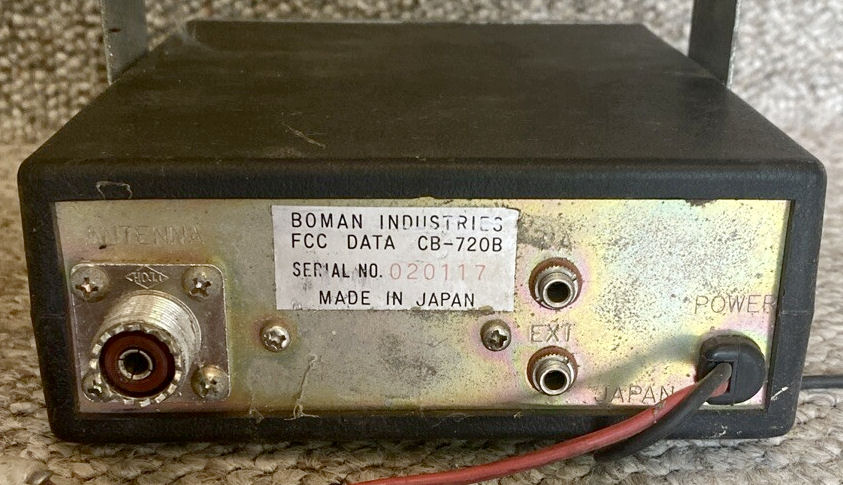 ANTENNA
BOMAN INDUSTRIES
FCC DATA CB-720B
SERIAL NO. 020117
MADE IN JAPAN
POWER
EXT
JAPAN